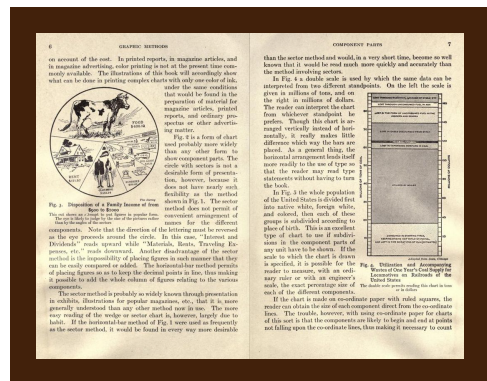 6
GRAPHIC METHODS
on account of the cost. In printed reports, in magazine articles, and
in magazine advertising, color printing is not at the present time com-
monly available. The illustrations of this book will accordingly show
what can be done in printing complex charts with only one color of ink,
under the same conditions
that would be found in the
preparation of material for
magazine articles, printed
reports, and ordinary pro-
spectus or other advertis-
ing matter.
Fig. 2 is a form of chart
used probably more widely
than any other form to
show component parts. The
circle with sectors is not a
desirable form of presenta-
tion, however, because it
does not have nearly such
flexibility as the method
shown in Fig. 1. The sector
method does not permit of
convenient arrangement of
names for the different
Fig. 3. Disposition of a Family Income from
$900 to $1000
components. Note that the direction of the lettering must be reversed
as the eye proceeds around the circle. In this case, "Interest and
Dividends" reads upward while "Materials, Routes, Traveling Ex-
penses, etc." reads downward. Another disadvantage of the sector
method is the impossibility of placing figures in such manner that they
can be easily compared or added. The horizontal-bar method permits
of placing figures so as to keep the decimal points in line, thus making
it possible to add the whole column of figures relating to the various
components.
The sector method is probably so widely known through presentation
in exhibits, illustrations for popular magazines, etc., that it is more
generally understood than any other method now in use. The more
easy reading of the wedge or sector chart is, however, largely due to
habit. If the horizontal-bar method of Fig. 1 were used as frequently
as the sector method, it would be found in every way more desirable
COMPONENT PARTS
7
than the sector method and would, in a very short time, become so well
known that it would be read much more quickly and accurately than
the method involving sectors.
In Fig. 4 a double scale is used by which the same data can be
interpreted from two different standpoints. On the left the scale is
given in millions of tons, and on
the right in millions of dollars.
The reader can interpret the chart
from whichever standpoint he
prefers. Though this chart is ar-
ranged vertically instead of hori-
zontally, it really makes little
difference which way the bars are
placed. As a general thing, the
horizontal arrangement lends itself
more readily to the use of type so
that the reader may read type
statements without having to turn
the book.
In Fig. 5 the whole population
of the United States is divided first
into native white, foreign white,
and colored, then each of these
groups is subdivided according to
place of birth. This is an excellent
type of chart to use if subdivi-
sions in the component parts of
any unit have to be shown. If the
scale to which the chart is drawn
is specified, it is possible for the
reader to measure, with an ordi-
nary ruler or with an engineer's
scale, the exact percentage size of
each of the different components.
Fig. 4. Utilization and Accompanying
Wastes of One Year's Coal Supply for
Locomotives on Railroads of the
United States
If the chart is made on co-ordinate paper with ruled squares, the
reader can obtain the size of each component direct from the co-ordinate
lines. The trouble, however, with using co-ordinate paper for charts
of this sort is that the components are likely to begin and end at points
not falling upon the co-ordinate lines, thus making it necessary to count